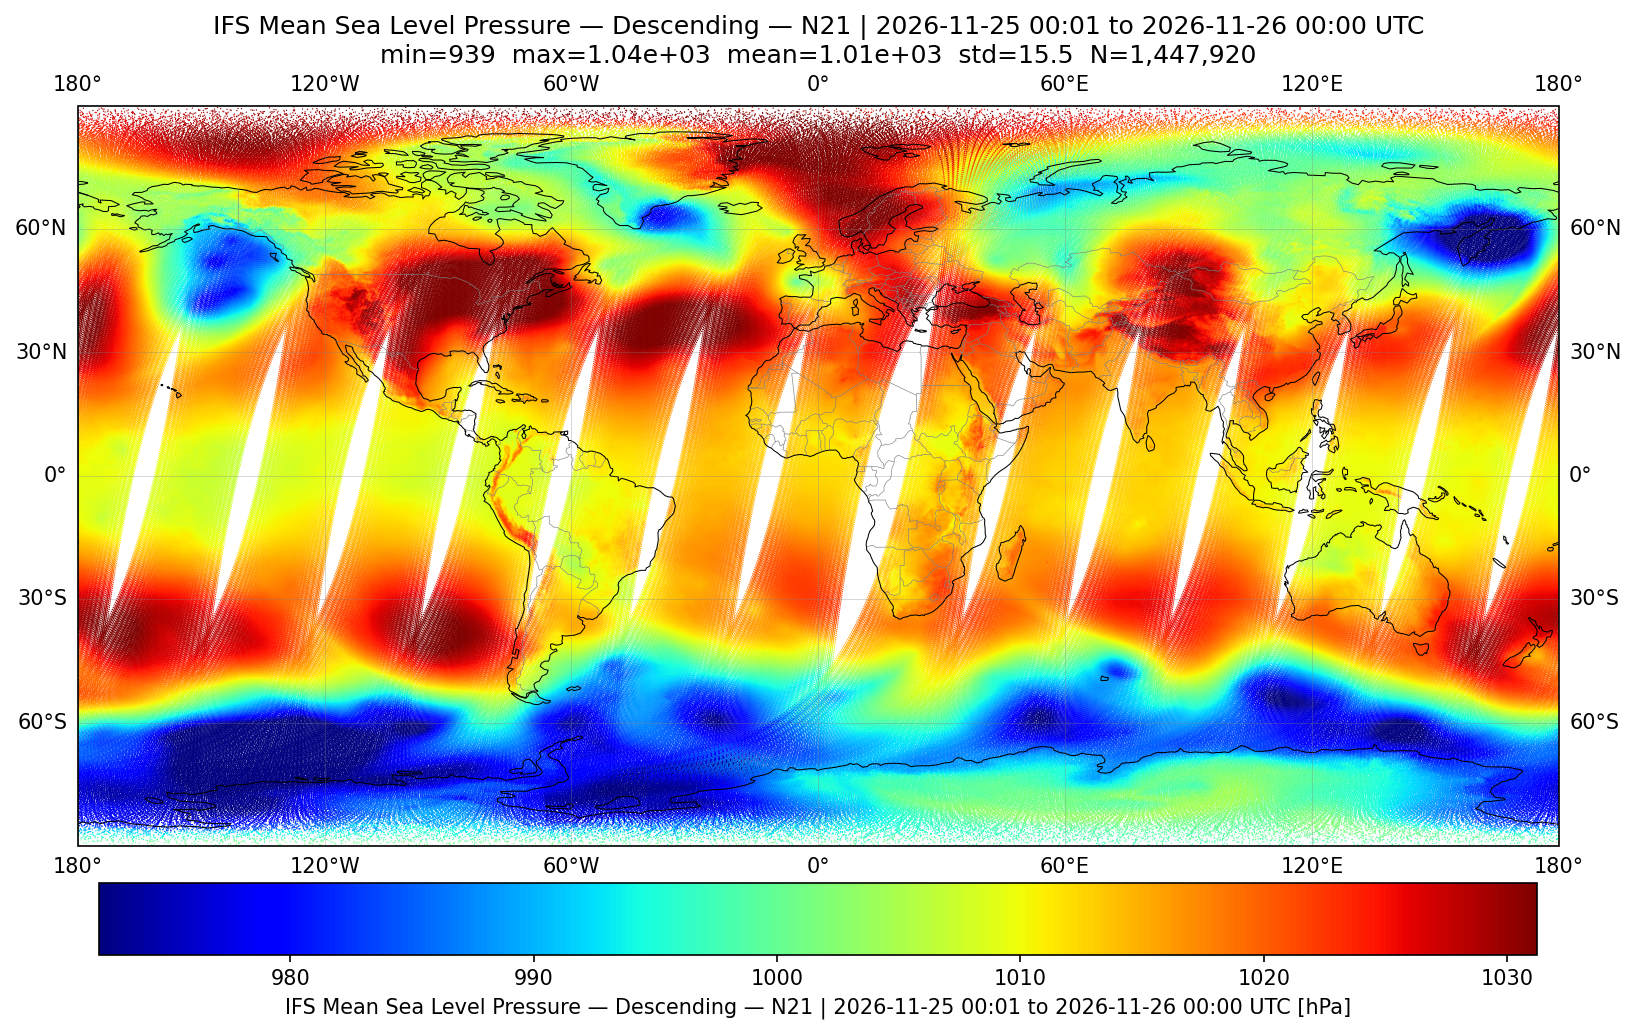 IFS Mean Sea Level Pressure — Descending — N21 | 2026-11-25 00:01 to 2026-11-26 00:00 UTC
min=939  max=1.04e+03  mean=1.01e+03  std=15.5  N=1,447,920
180° 120°W 60°W 0° 60°E 120°E 180°
60°N 60°N
30°N 30°N
0° 0°
30°S 30°S
60°S 60°S
180° 120°W 60°W 0° 60°E 120°E 180°
980 990 1000 1010 1020 1030
IFS Mean Sea Level Pressure — Descending — N21 | 2026-11-25 00:01 to 2026-11-26 00:00 UTC [hPa]